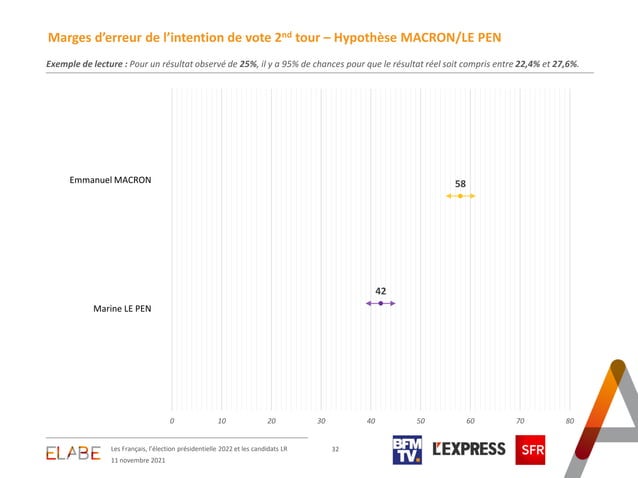 Marges d’erreur de l’intention de vote 2nd tour – Hypothèse MACRON/LE PEN
Exemple de lecture : Pour un résultat observé de 25%, il y a 95% de chances pour que le résultat réel soit compris entre 22,4% et 27,6%.
Emmanuel MACRON
58
42
Marine LE PEN
0 10 20 30 40 50 60 70 80
ELABE
Les Français, l’élection présidentielle 2022 et les candidats LR
11 novembre 2021
32
BFM
TV.
L'EXPRESS
SFR